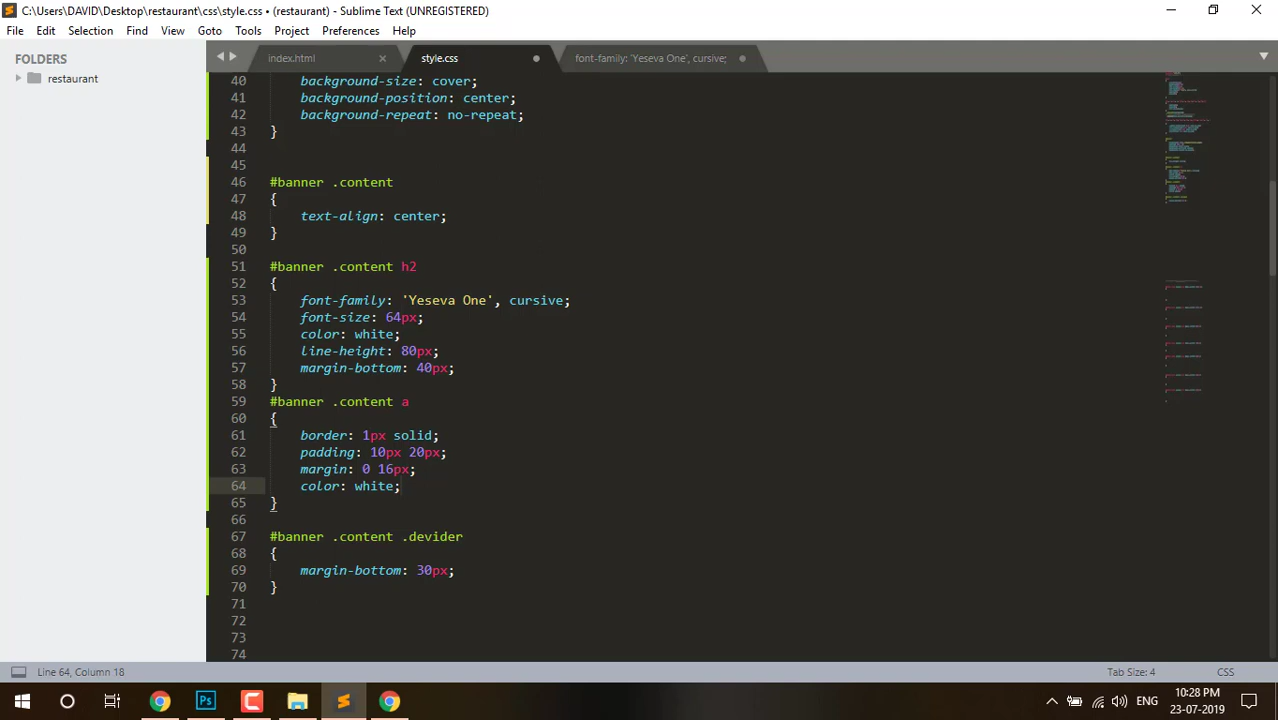 C:\Users\DAVID\Desktop\restaurant\css\style.css • (restaurant) - Sublime Text (UNREGISTERED)
File Edit Selection Find View Goto Tools Project Preferences Help
FOLDERS
restaurant
index.html style.css font-family: 'Yeseva One', cursive;
40 background-size: cover;
41 background-position: center;
42 background-repeat: no-repeat;
43 }
44
45
46 #banner .content
47 {
48 text-align: center;
49 }
50
51 #banner .content h2
52 {
53 font-family: 'Yeseva One', cursive;
54 font-size: 64px;
55 color: white;
56 line-height: 80px;
57 margin-bottom: 40px;
58 }
59 #banner .content a
60 {
61 border: 1px solid;
62 padding: 10px 20px;
63 margin: 0 16px;
64 color: white;
65 }
66
67 #banner .content .devider
68 {
69 margin-bottom: 30px;
70 }
71
72
73
74
Line 64, Column 18 Tab Size: 4 CSS
Ps ENG 10:28 PM
23-07-2019